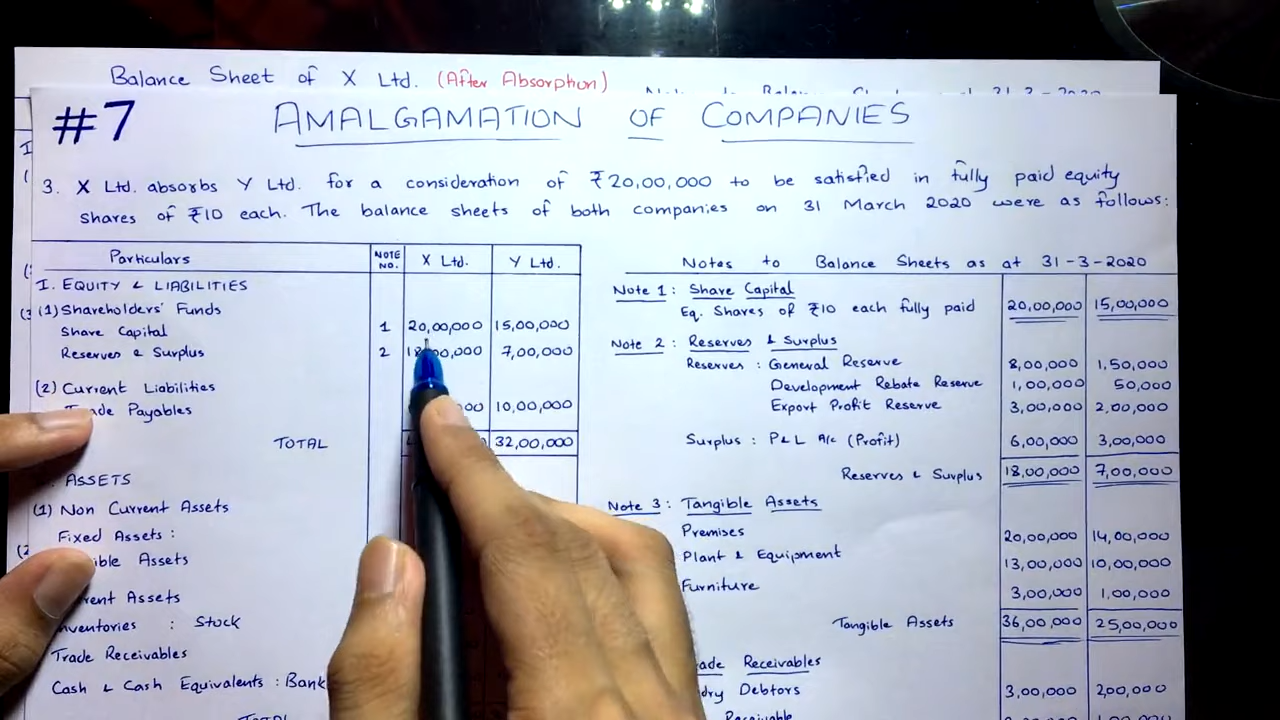 Balance Sheet of X Ltd. (After Absorption)
#7 AMALGAMATION OF COMPANIES
3. X Ltd. absorbs Y Ltd. for a consideration of ₹20,00,000 to be satisfied in fully paid equity
shares of ₹10 each. The balance sheets of both companies on 31 March 2020 were as follows:
Particulars NOTE NO. X Ltd. Y Ltd.
I. EQUITY & LIABILITIES
(1) Shareholders' Funds
Share Capital 1 20,00,000 15,00,000
Reserves & Surplus 2 7,00,000
(2) Current Liabilities
Payables 10,00,000
TOTAL 32,00,000
ASSETS
(1) Non Current Assets
Fixed Assets :
Assets
Assets
: Stock
Trade Receivables
Cash & Cash Equivalents : Bank
TOTAL
Notes to Balance Sheets as at 31-3-2020
Note 1 : Share Capital
Eq. Shares of ₹10 each fully paid 20,00,000 15,00,000
Note 2 : Reserves & Surplus
Reserves : General Reserve 8,00,000 1,50,000
Development Rebate Reserve 1,00,000 50,000
Export Profit Reserve 3,00,000 2,00,000
Surplus : P&L A/c (Profit) 6,00,000 3,00,000
Reserves & Surplus 18,00,000 7,00,000
Note 3 : Tangible Assets
Premises 20,00,000 14,00,000
Plant & Equipment 13,00,000 10,00,000
Furniture 3,00,000 1,00,000
Tangible Assets 36,00,000 25,00,000
Receivables
Debtors 3,00,000 2,00,000